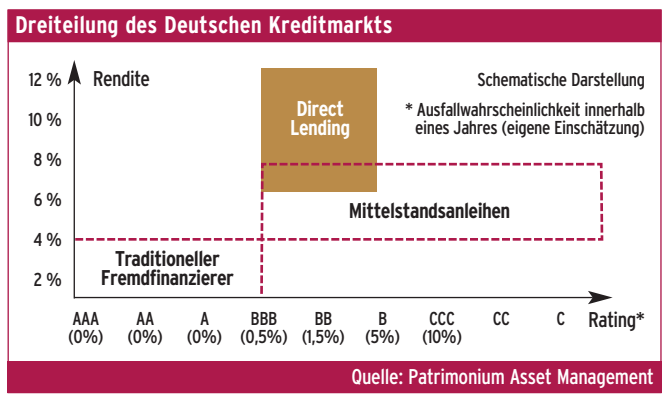 Dreiteilung des Deutschen Kreditmarkts
12 %
Rendite
Schematische Darstellung
* Ausfallwahrscheinlichkeit innerhalb
eines Jahres (eigene Einschätzung)
Direct
Lending
10 %
8 %
6 %
Mittelstandsanleihen
4 %
Traditioneller
Fremdfinanzierer
2 %
AAA AA A BBB BB B CCC CC C Rating*
(0%) (0%) (0%) (0,5%) (1,5%) (5%) (10%)
Quelle: Patrimonium Asset Management